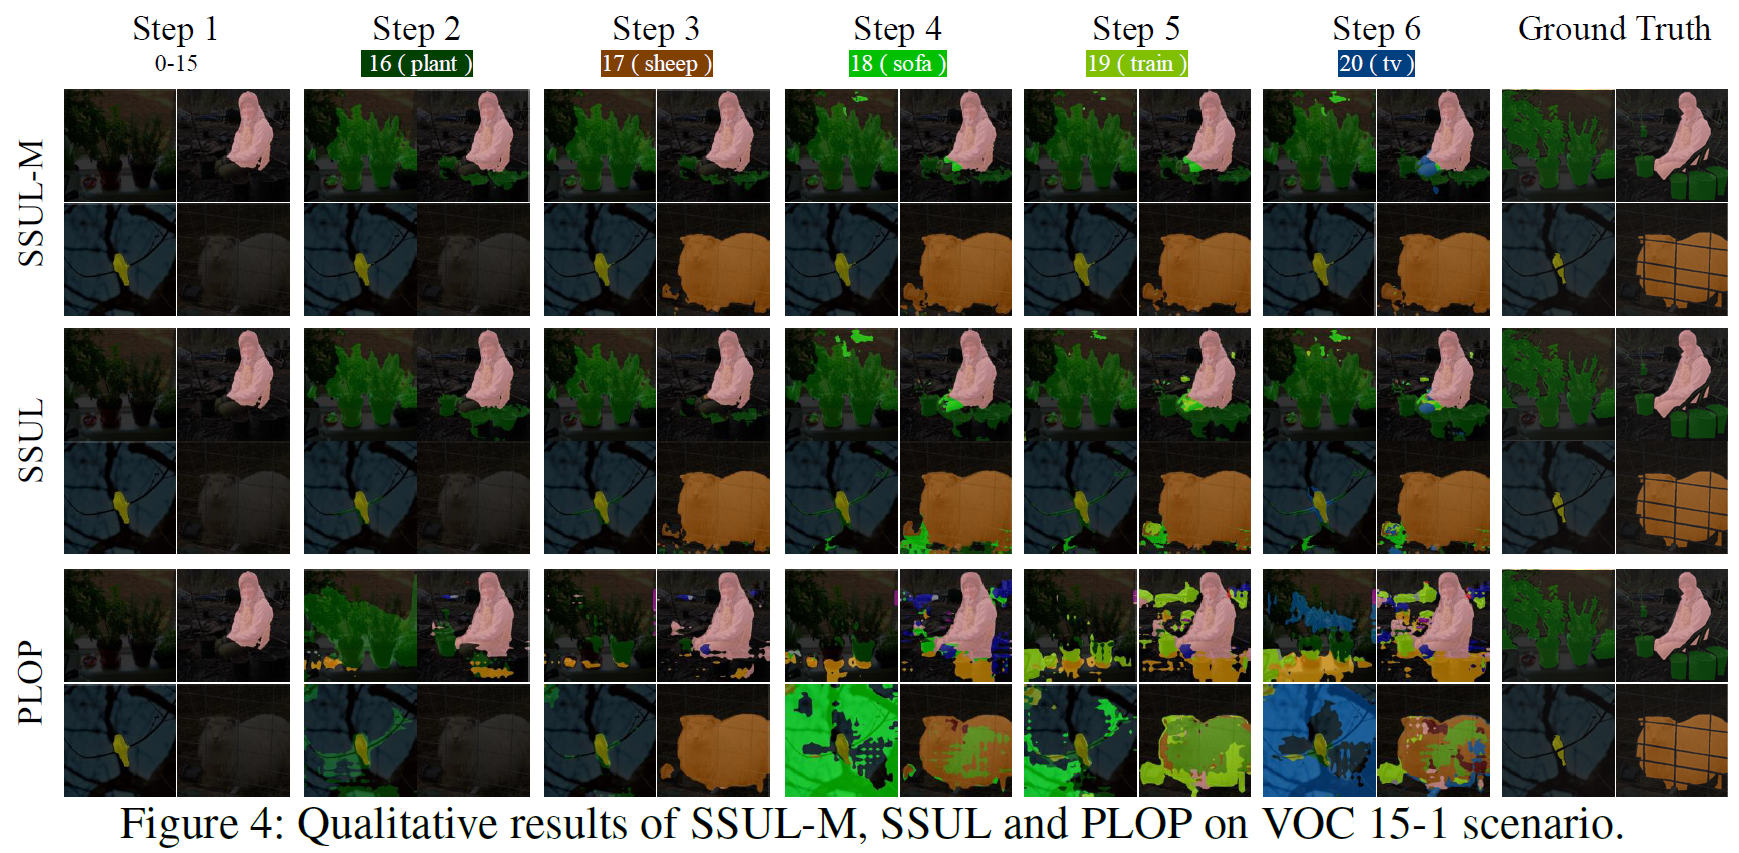 Step 1 Step 2 Step 3 Step 4 Step 5 Step 6 Ground Truth
0-15 16 ( plant ) 17 ( sheep ) 18 ( sofa ) 19 ( train ) 20 ( tv )
SSUL-M
SSUL
PLOP
Figure 4: Qualitative results of SSUL-M, SSUL and PLOP on VOC 15-1 scenario.